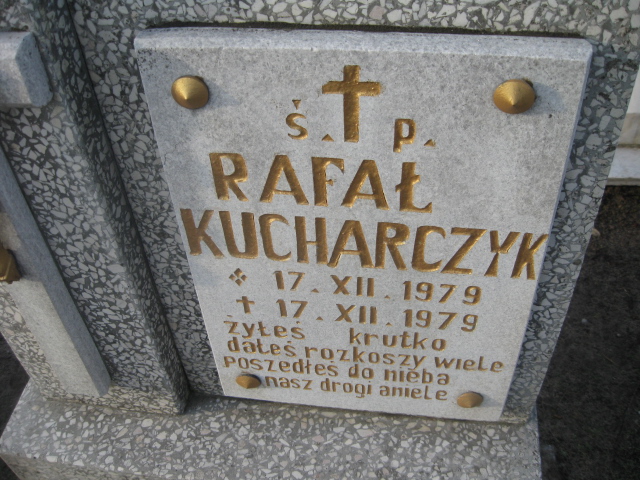 ś. p.
RAFAŁ
KUCHARCZYK
17. XII. 1979
17. XII. 1979
żyłeś krutko
dałeś rozkoszy wiele
poszedłeś do nieba
nasz drogi aniele